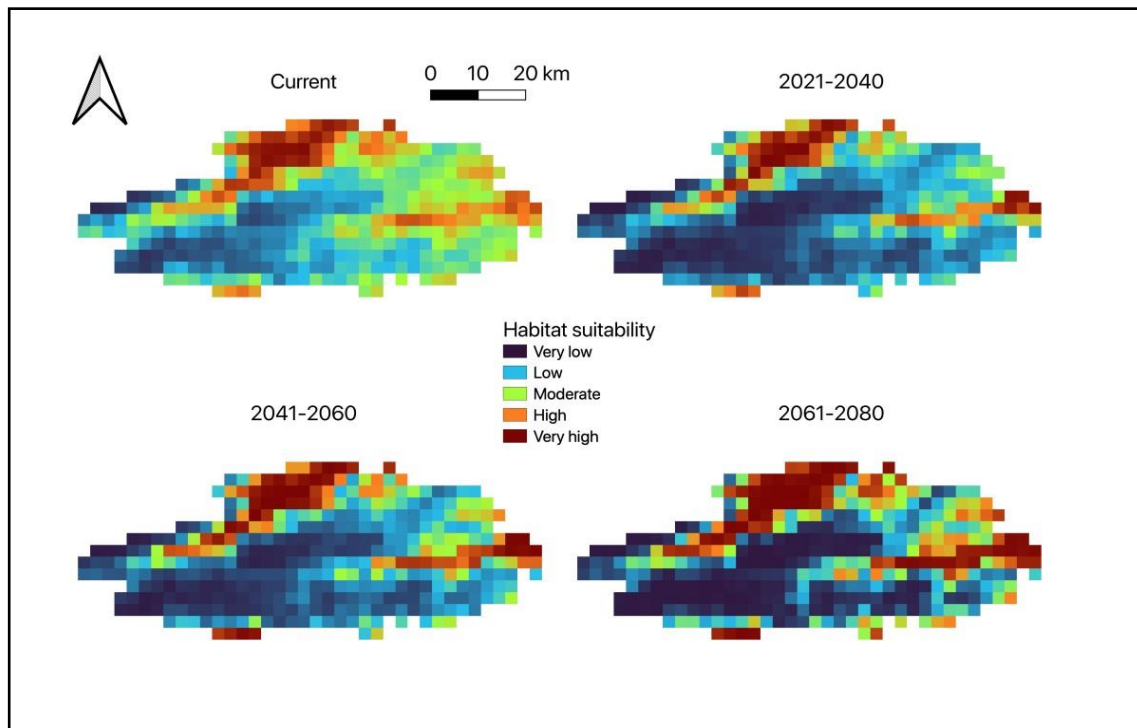 Current
0 10 20 km
2021-2040
Habitat suitability
Very low
Low
Moderate
High
Very high
2041-2060
2061-2080